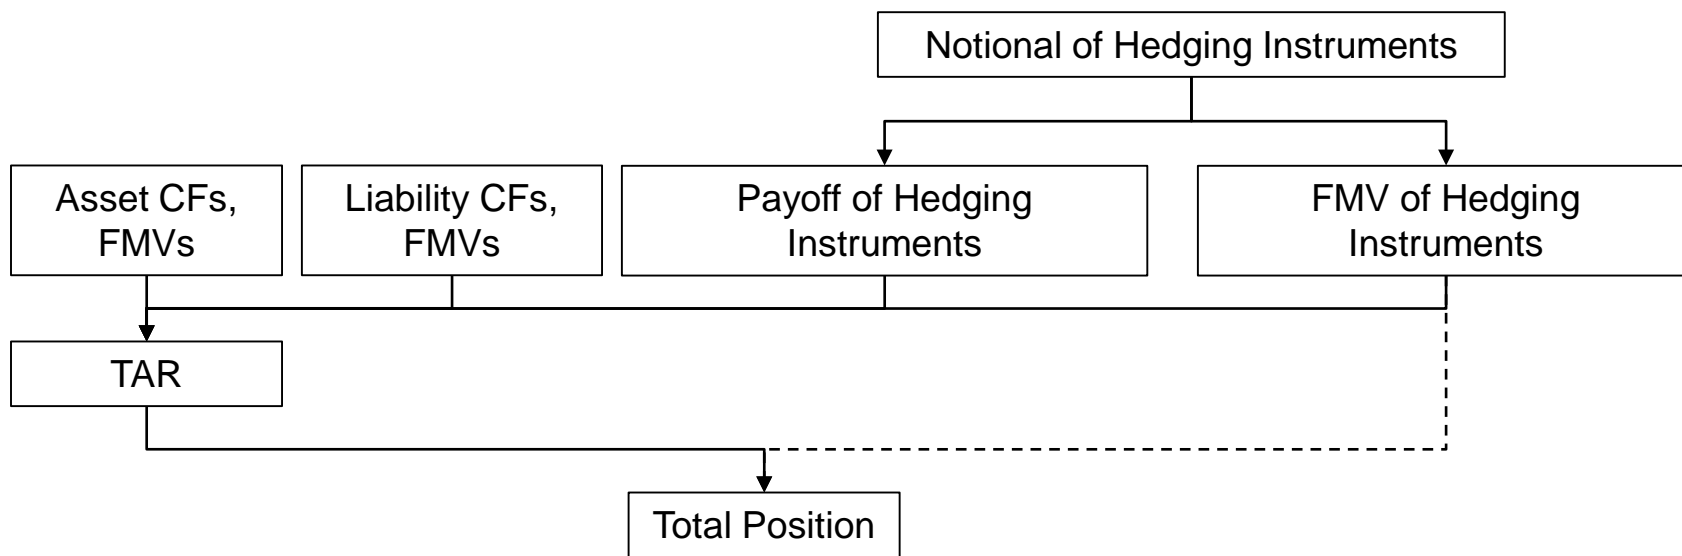 Notional of Hedging Instruments
Asset CFs,
FMVs
Liability CFs,
FMVs
Payoff of Hedging
Instruments
FMV of Hedging
Instruments
TAR
Total Position